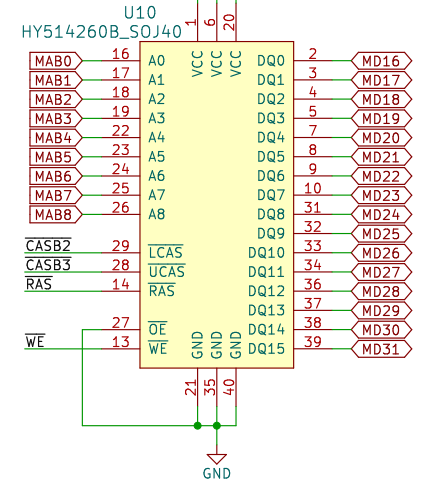 U10
HY514260B_SOJ40
1 6 20
VCC VCC VCC
MAB0 16 A0 DQ0 2 MD16
MAB1 17 A1 DQ1 3 MD17
MAB2 18 A2 DQ2 4 MD18
MAB3 19 A3 DQ3 5 MD19
MAB4 22 A4 DQ4 7 MD20
MAB5 23 A5 DQ5 8 MD21
MAB6 24 A6 DQ6 9 MD22
MAB7 25 A7 DQ7 10 MD23
MAB8 26 A8 DQ8 31 MD24
DQ9 32 MD25
CASB2 29 LCAS DQ10 33 MD26
CASB3 28 UCAS DQ11 34 MD27
RAS 14 RAS DQ12 36 MD28
DQ13 37 MD29
27 OE DQ14 38 MD30
WE 13 WE DQ15 39 MD31
GND GND GND
21 35 40
GND